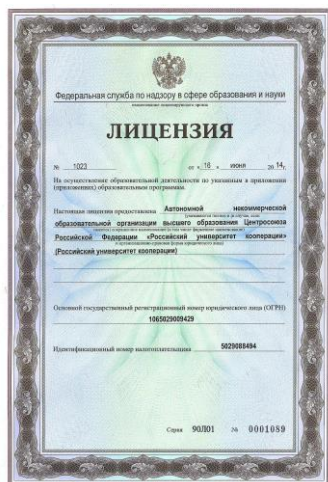 Федеральная служба по надзору в сфере образования и науки
наименование лицензирующего органа
ЛИЦЕНЗИЯ
№ 1023 от « 16 » июня 20 14 г.
На осуществление образовательной деятельности по указанным в приложении
(приложениях) образовательным программам.
Настоящая лицензия предоставлена Автономной некоммерческой
образовательной организации высшего образования Центросоюза
Российской Федерации «Российский университет кооперации»
(Российский университет кооперации)
Основной государственный регистрационный номер юридического лица (ОГРН)
1065029009429
Идентификационный номер налогоплательщика 5029088494
Серия 90Л01 № 0001089